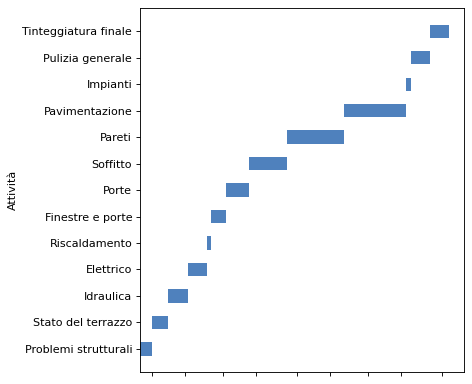 Tinteggiatura finale
Pulizia generale
Impianti
Pavimentazione
Pareti
Soffitto
Porte
Finestre e porte
Riscaldamento
Elettrico
Idraulica
Stato del terrazzo
Problemi strutturali
Attività